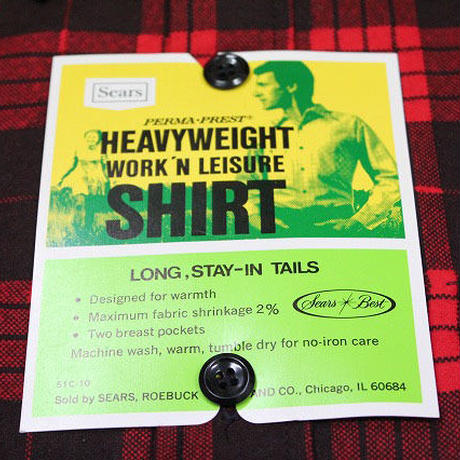 Sears
PERMA-PREST®
HEAVYWEIGHT
WORK 'N LEISURE
SHIRT
LONG, STAY-IN TAILS
• Designed for warmth
• Maximum fabric shrinkage 2%
• Two breast pockets
Sears Best
Machine wash, warm, tumble dry for no-iron care
51C-10
Sold by SEARS, ROEBUCK AND CO., Chicago, IL 60684